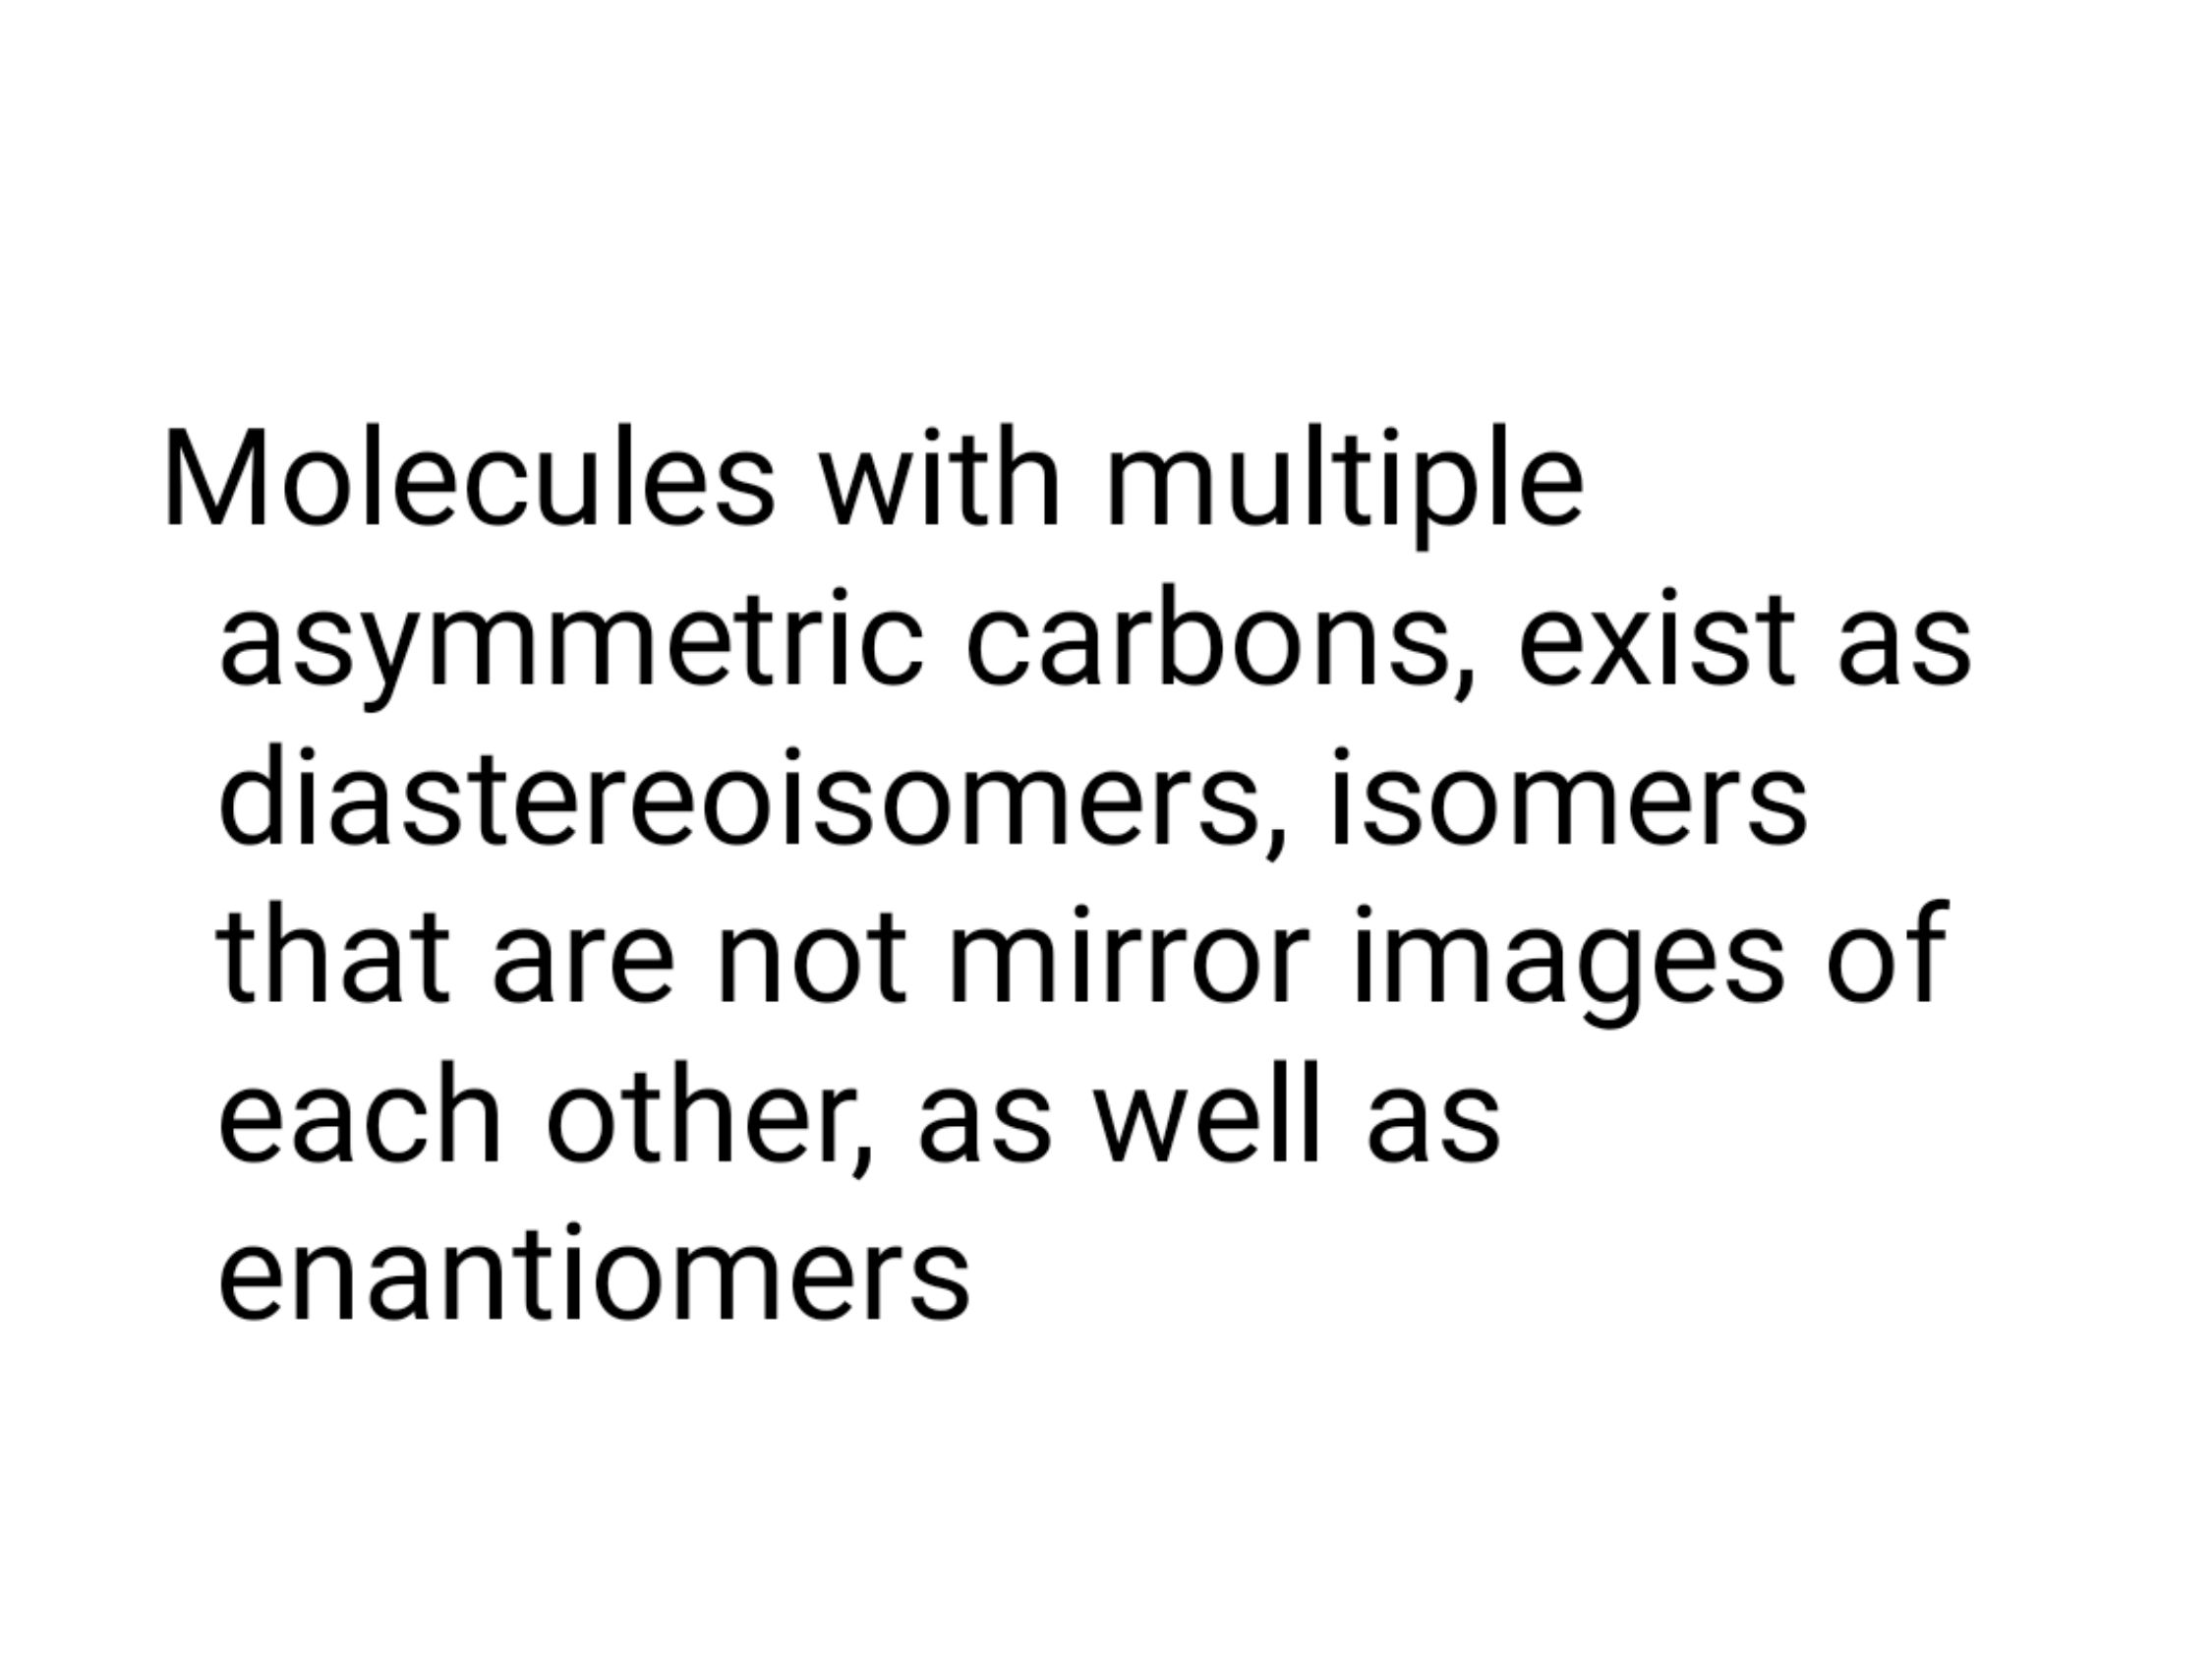 Molecules with multiple
asymmetric carbons, exist as
diastereoisomers, isomers
that are not mirror images of
each other, as well as
enantiomers